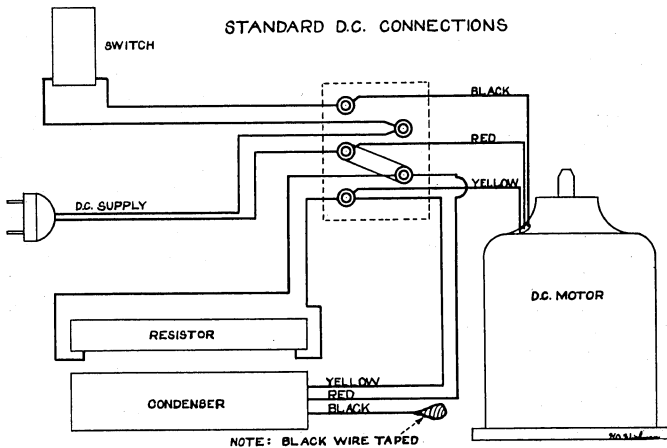 STANDARD D.C. CONNECTIONS
SWITCH
BLACK
RED
YELLOW
D.C. SUPPLY
D.C. MOTOR
RESISTOR
CONDENSER
YELLOW
RED
BLACK
NOTE: BLACK WIRE TAPED